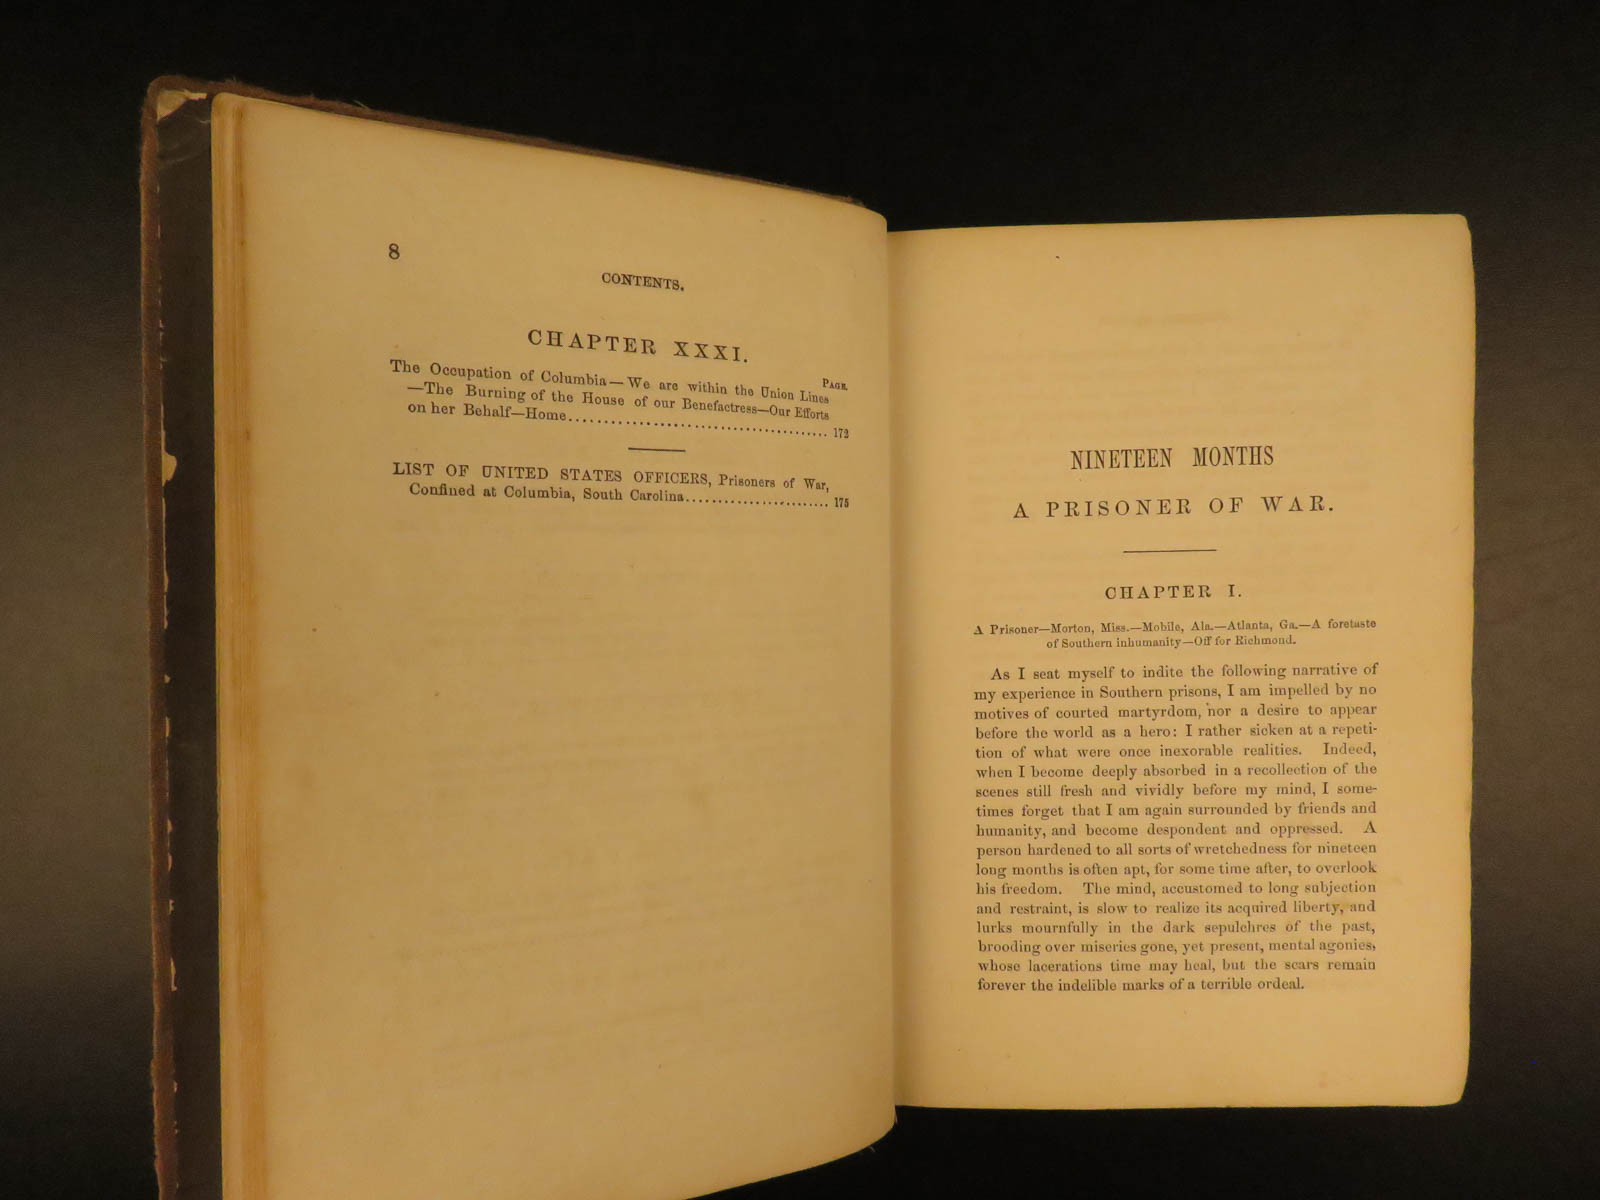 8
CONTENTS.
CHAPTER XXXI.
PAGE.
The Occupation of Columbia—We are within the Union Lines
—The Burning of the House of our Benefactress—Our Efforts
on her Behalf—Home........................................ 172
LIST OF UNITED STATES OFFICERS, Prisoners of War,
Confined at Columbia, South Carolina........................ 175
NINETEEN MONTHS
A PRISONER OF WAR.
CHAPTER I.
A Prisoner—Morton, Miss.—Mobile, Ala.—Atlanta, Ga.—A foretaste
of Southern inhumanity—Off for Richmond.
As I seat myself to indite the following narrative of
my experience in Southern prisons, I am impelled by no
motives of courted martyrdom, nor a desire to appear
before the world as a hero: I rather sicken at a repeti-
tion of what were once inexorable realities. Indeed,
when I become deeply absorbed in a recollection of the
scenes still fresh and vividly before my mind, I some-
times forget that I am again surrounded by friends and
humanity, and become despondent and oppressed. A
person hardened to all sorts of wretchedness for nineteen
long months is often apt, for some time after, to overlook
his freedom. The mind, accustomed to long subjection
and restraint, is slow to realize its acquired liberty, and
lurks mournfully in the dark sepulchres of the past,
brooding over miseries gone, yet present, mental agonies,
whose lacerations time may heal, but the scars remain
forever the indelible marks of a terrible ordeal.